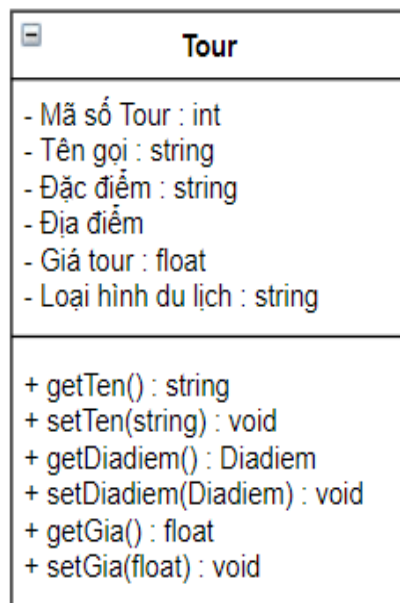 Tour
- Mã số Tour : int
- Tên gọi : string
- Đặc điểm : string
- Địa điểm
- Giá tour : float
- Loại hình du lịch : string
+ getTen() : string
+ setTen(string) : void
+ getDiadiem() : Diadiem
+ setDiadiem(Diadiem) : void
+ getGia() : float
+ setGia(float) : void